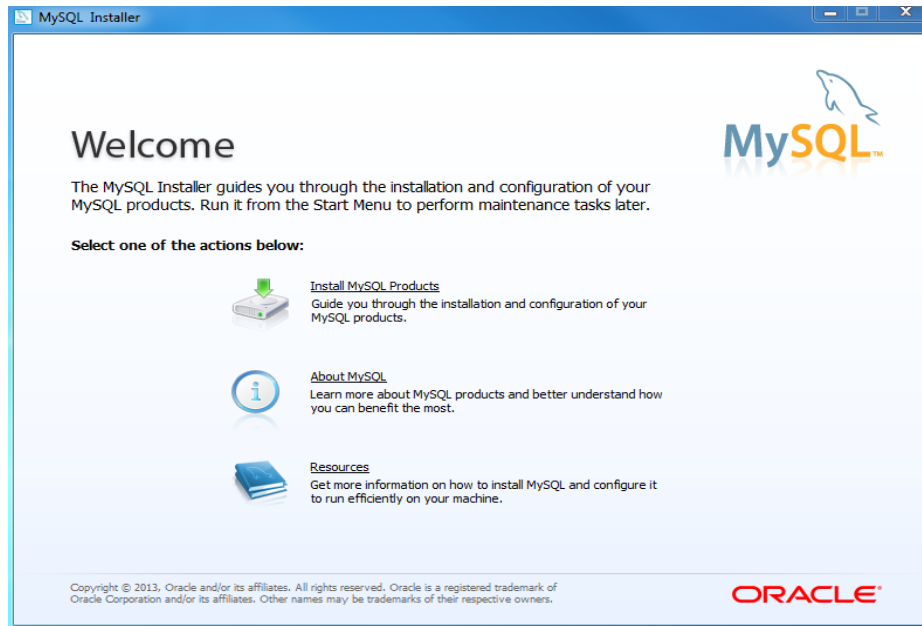 MySQL Installer
MySQL™
Welcome
The MySQL Installer guides you through the installation and configuration of your
MySQL products. Run it from the Start Menu to perform maintenance tasks later.
Select one of the actions below:
Install MySQL Products
Guide you through the installation and configuration of your
MySQL products.
About MySQL
Learn more about MySQL products and better understand how
you can benefit the most.
Resources
Get more information on how to install MySQL and configure it
to run efficiently on your machine.
Copyright © 2013, Oracle and/or its affiliates. All rights reserved. Oracle is a registered trademark of
Oracle Corporation and/or its affiliates. Other names may be trademarks of their respective owners.
ORACLE®